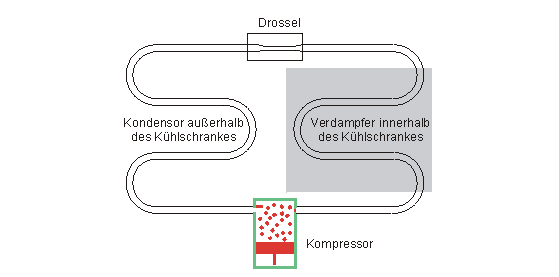 Drossel
Kondensor außerhalb
des Kühlschrankes
Verdampfer innerhalb
des Kühlschrankes
Kompressor